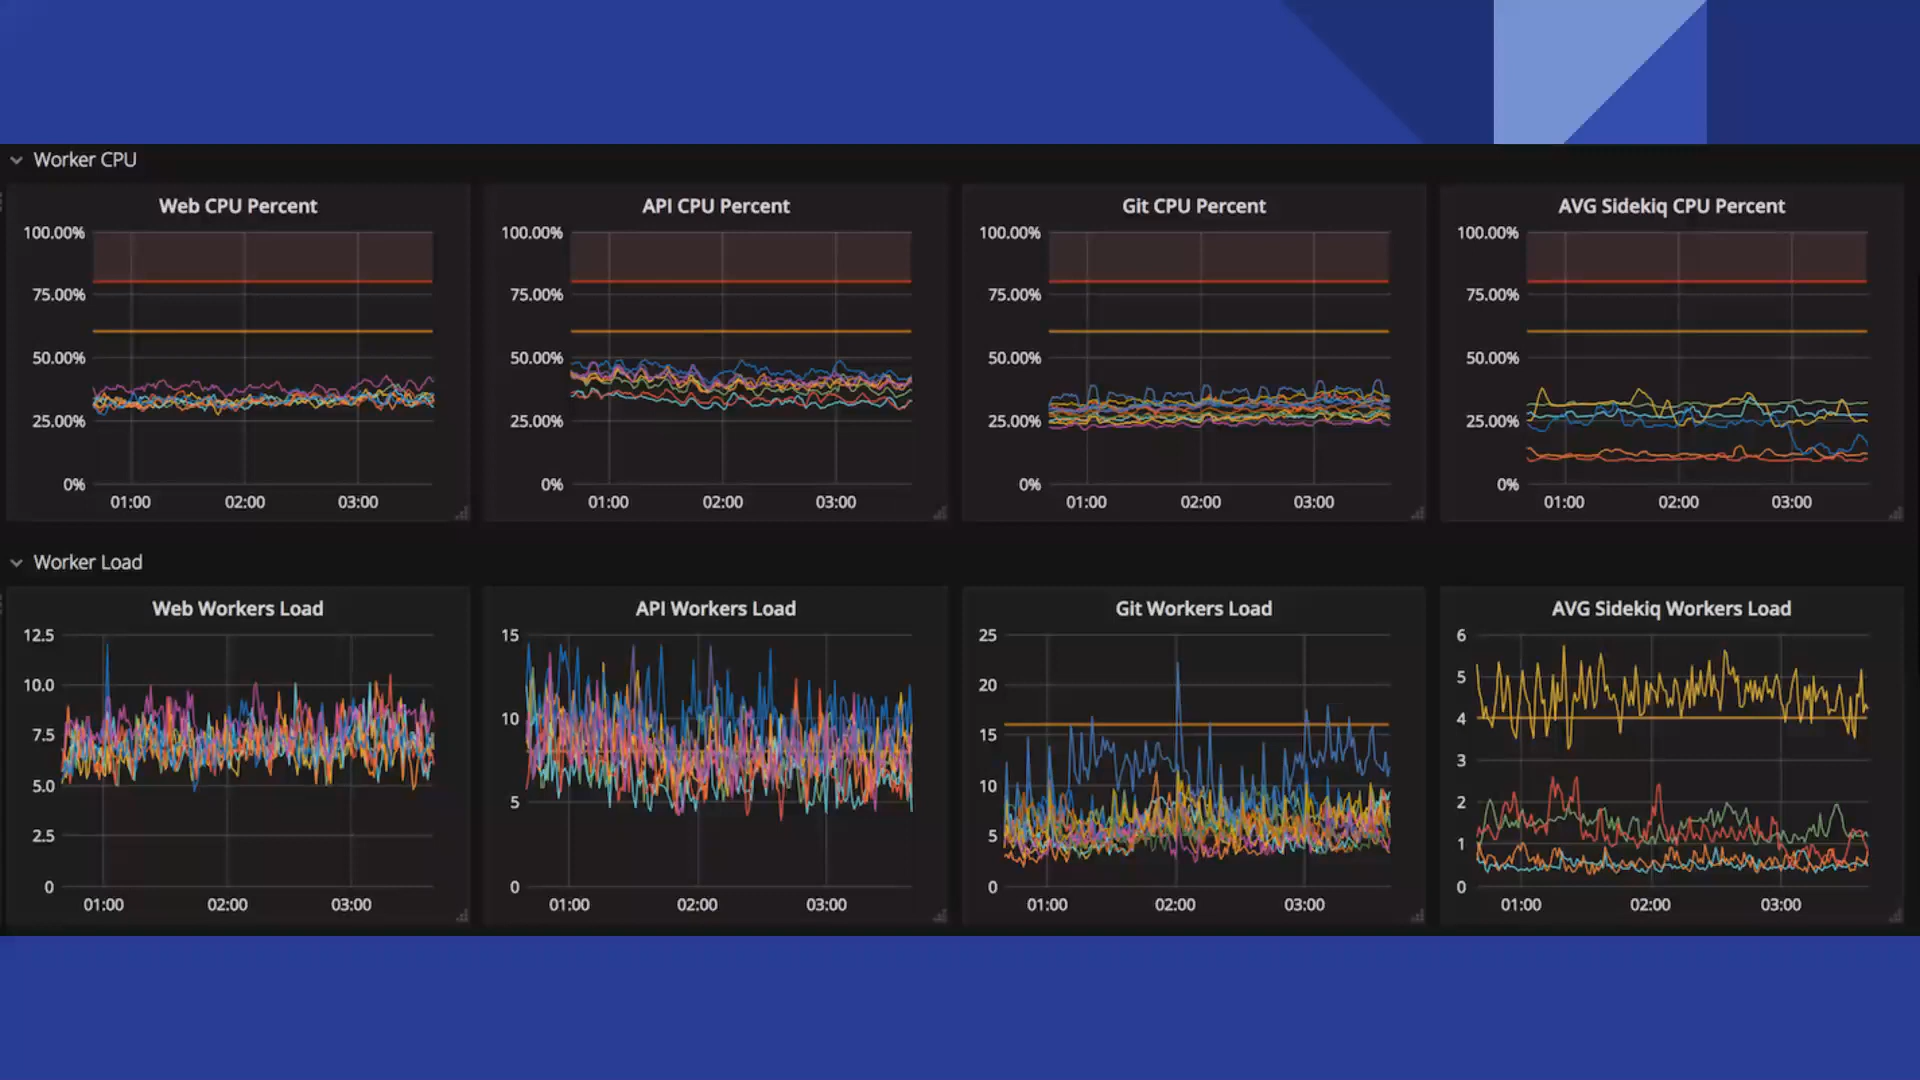 Worker CPU
Web CPU Percent
100.00%
75.00%
50.00%
25.00%
0%
01:00 02:00 03:00
API CPU Percent
100.00%
75.00%
50.00%
25.00%
0%
01:00 02:00 03:00
Git CPU Percent
100.00%
75.00%
50.00%
25.00%
0%
01:00 02:00 03:00
AVG Sidekiq CPU Percent
100.00%
75.00%
50.00%
25.00%
0%
01:00 02:00 03:00
Worker Load
Web Workers Load
12.5
10.0
7.5
5.0
2.5
0
01:00 02:00 03:00
API Workers Load
15
10
5
0
01:00 02:00 03:00
Git Workers Load
25
20
15
10
5
0
01:00 02:00 03:00
AVG Sidekiq Workers Load
6
5
4
3
2
1
0
01:00 02:00 03:00